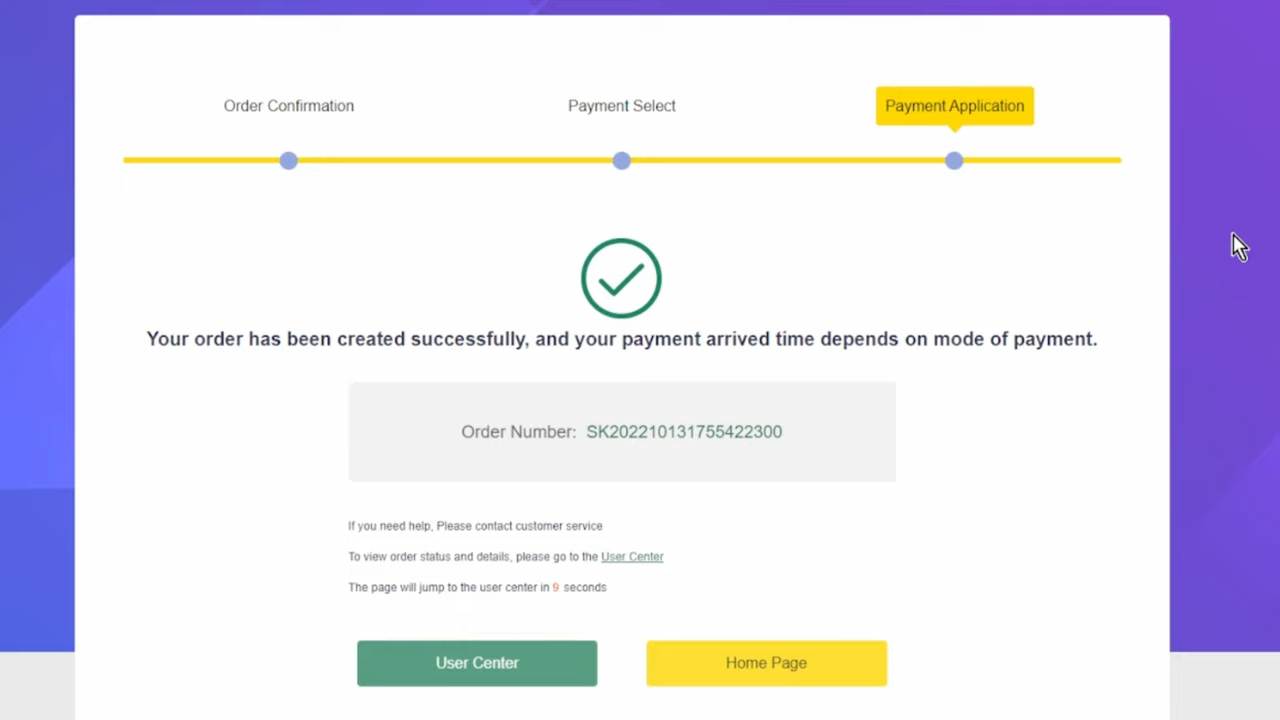 Order Confirmation
Payment Select
Payment Application
Your order has been created successfully, and your payment arrived time depends on mode of payment.
Order Number: SK202210131755422300
If you need help, Please contact customer service
To view order status and details, please go to the User Center
The page will jump to the user center in 9 seconds
User Center
Home Page